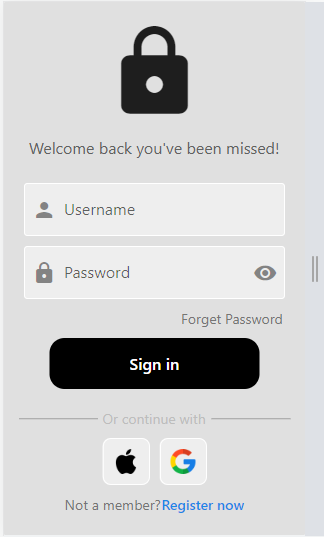 Welcome back you've been missed!
Username
Password
Forget Password
Sign in
Or continue with
Not a member?Register now